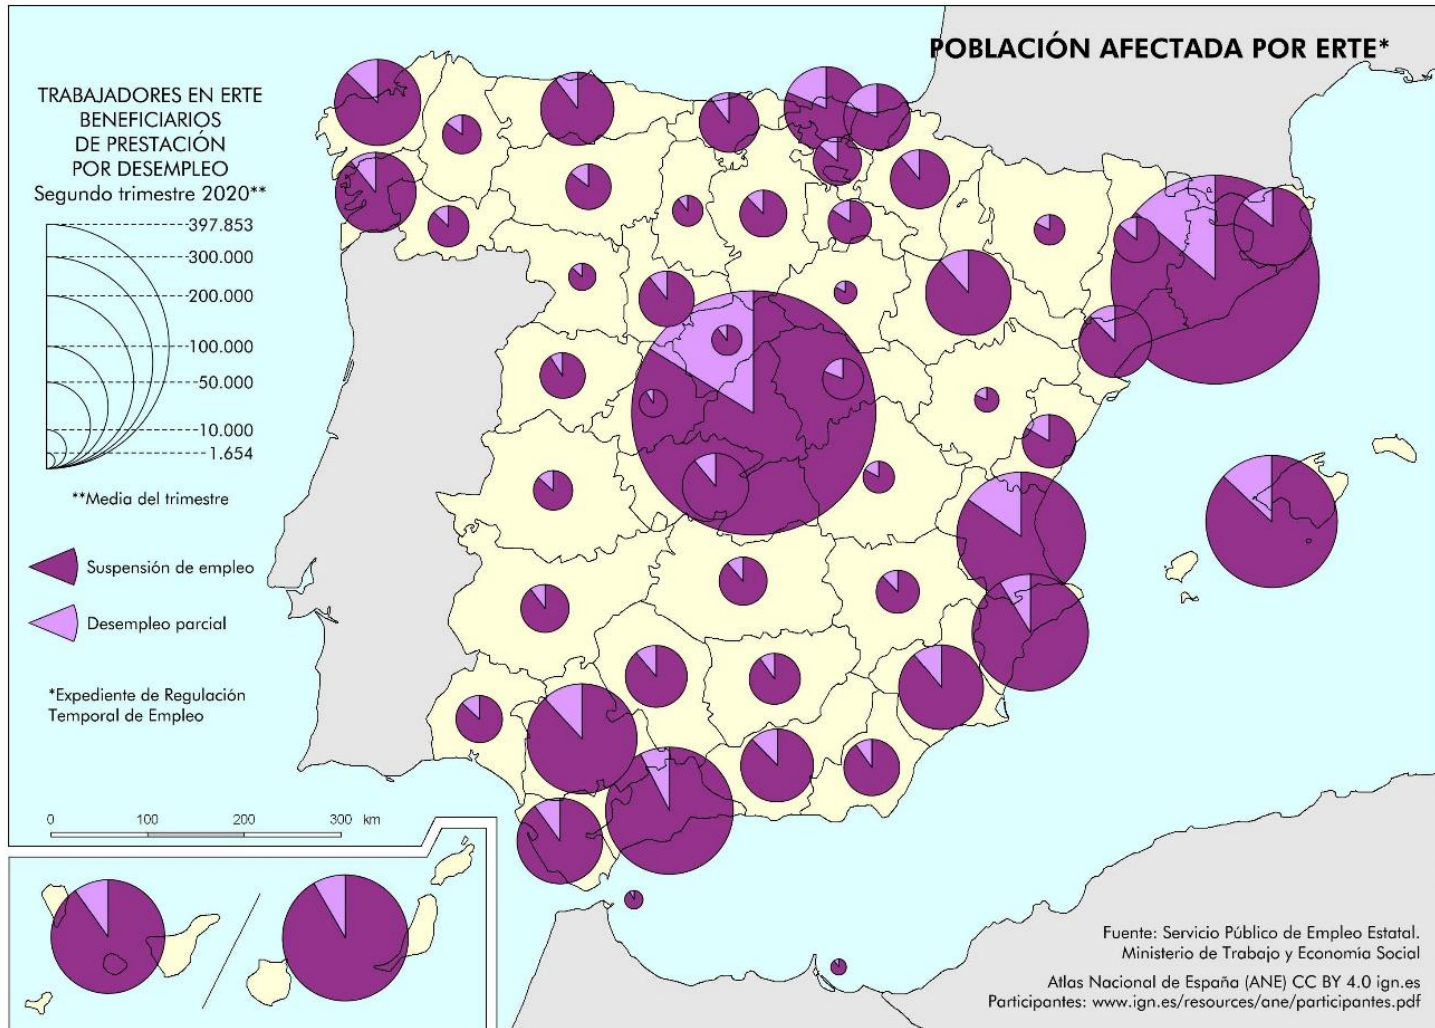 POBLACIÓN AFECTADA POR ERTE*
TRABAJADORES EN ERTE
BENEFICIARIOS
DE PRESTACIÓN
POR DESEMPLEO
Segundo trimestre 2020**
397.853
300.000
200.000
100.000
50.000
10.000
1.654
**Media del trimestre
Suspensión de empleo
Desempleo parcial
*Expediente de Regulación
Temporal de Empleo
0 100 200 300 km
Fuente: Servicio Público de Empleo Estatal.
Ministerio de Trabajo y Economía Social
Atlas Nacional de España (ANE) CC BY 4.0 ign.es
Participantes: www.ign.es/resources/ane/participantes.pdf